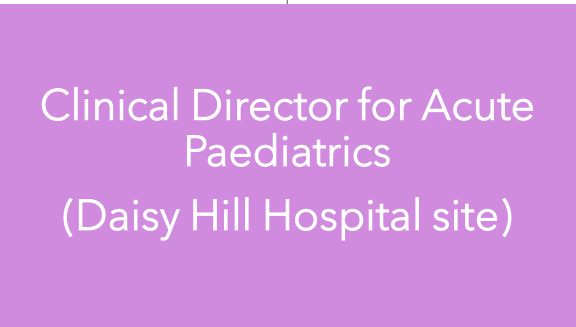 Clinical Director for Acute
Paediatrics
(Daisy Hill Hospital site)